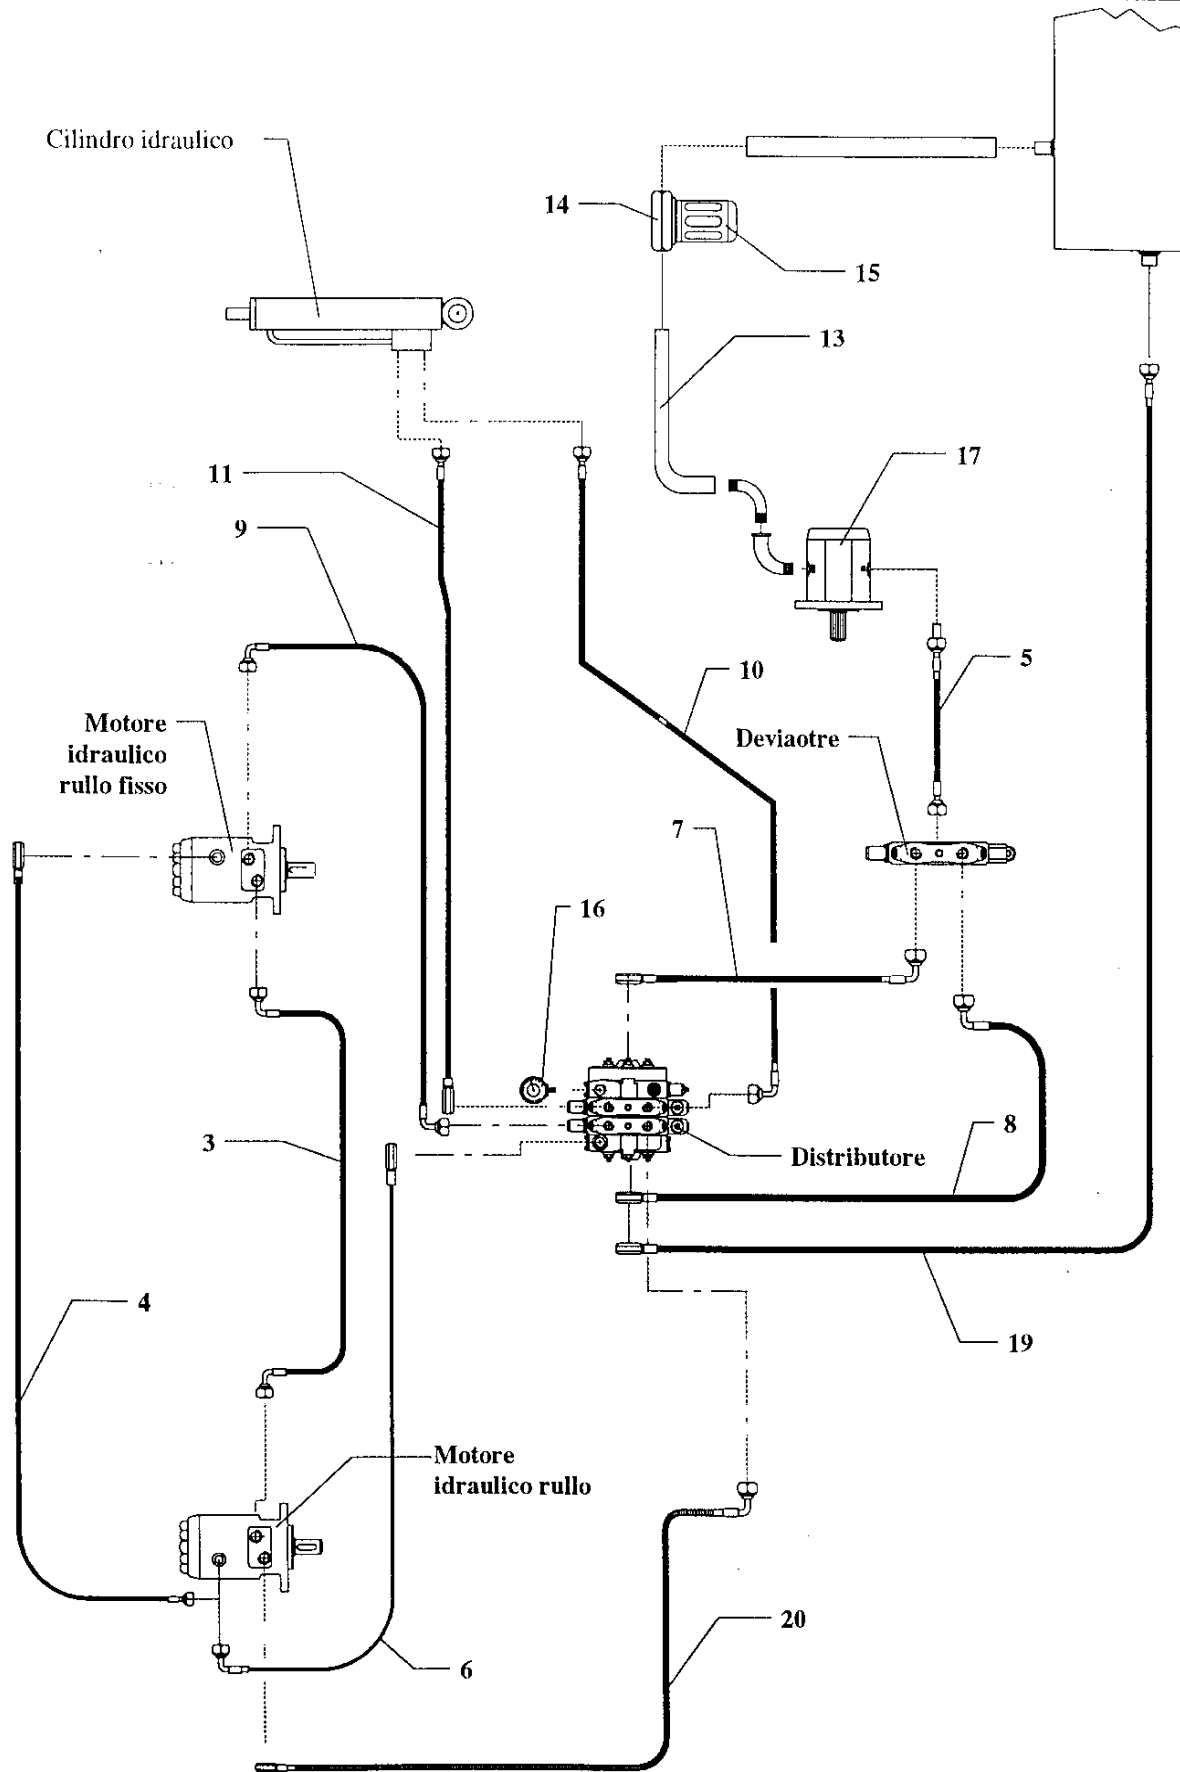 Cilindro idraulico
14
15
13
11
17
9
5
10
Motore
idraulico
rullo fisso
Deviaotre
7
16
3
8
Distributore
4
19
Motore
idraulico rullo
20
6